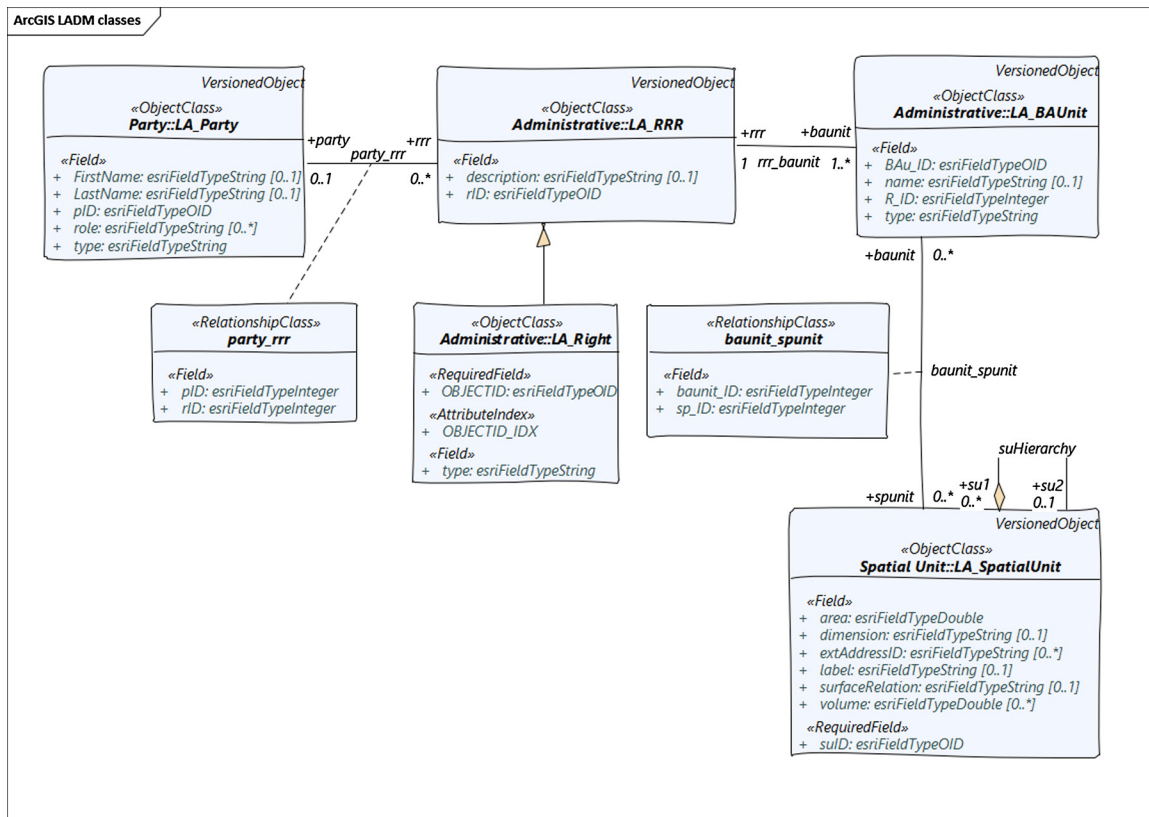 ArcGIS LADM classes
VersionedObject
«ObjectClass»
Party::LA_Party
«Field»
+ FirstName: esriFieldTypeString [0..1]
+ LastName: esriFieldTypeString [0..1]
+ pID: esriFieldTypeOID
+ role: esriFieldTypeString [0..*]
+ type: esriFieldTypeString
+party
+rrr
party_rrr
0..1
0..*
VersionedObject
«ObjectClass»
Administrative::LA_RRR
«Field»
+ description: esriFieldTypeString [0..1]
+ rID: esriFieldTypeOID
+rrr
+baunit
1
rrr_baunit
1..*
VersionedObject
«ObjectClass»
Administrative::LA_BAUnit
«Field»
+ BAu_ID: esriFieldTypeOID
+ name: esriFieldTypeString [0..1]
+ R_ID: esriFieldTypeInteger
+ type: esriFieldTypeString
+baunit
0..*
«RelationshipClass»
party_rrr
«Field»
+ pID: esriFieldTypeInteger
+ rID: esriFieldTypeInteger
«ObjectClass»
Administrative::LA_Right
«RequiredField»
+ OBJECTID: esriFieldTypeOID
«AttributeIndex»
+ OBJECTID_IDX
«Field»
+ type: esriFieldTypeString
«RelationshipClass»
baunit_spunit
«Field»
+ baunit_ID: esriFieldTypeInteger
+ sp_ID: esriFieldTypeInteger
baunit_spunit
suHierarchy
+su1
+su2
+spunit
0..*
0..*
0..1
VersionedObject
«ObjectClass»
Spatial Unit::LA_SpatialUnit
«Field»
+ area: esriFieldTypeDouble
+ dimension: esriFieldTypeString [0..1]
+ extAddressID: esriFieldTypeString [0..*]
+ label: esriFieldTypeString [0..1]
+ surfaceRelation: esriFieldTypeString [0..1]
+ volume: esriFieldTypeDouble [0..*]
«RequiredField»
+ suID: esriFieldTypeOID